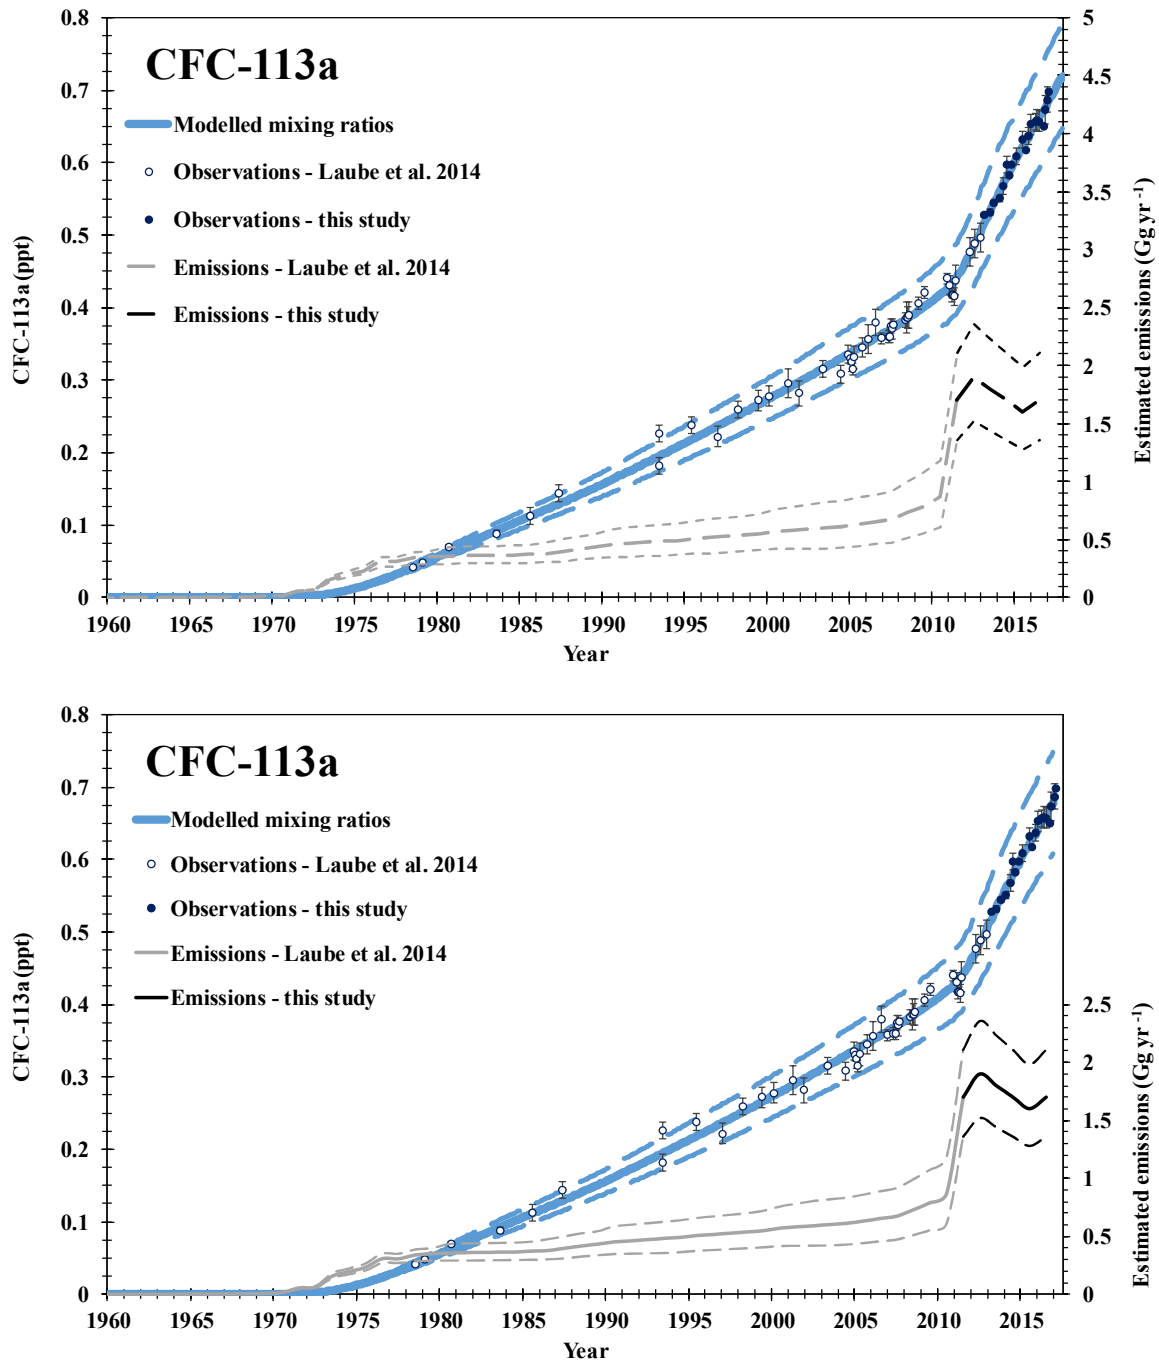 CFC-113a
Modelled mixing ratios
Observations - Laube et al. 2014
Observations - this study
Emissions - Laube et al. 2014
Emissions - this study
CFC-113a (ppt)
0.8
0.7
0.6
0.5
0.4
0.3
0.2
0.1
0
5
4.5
4
3.5
3
2.5
2
1.5
1
0.5
0
Estimated emissions (Gg yr -1)
1960 1965 1970 1975 1980 1985 1990 1995 2000 2005 2010 2015
Year
CFC-113a
Modelled mixing ratios
Observations - Laube et al. 2014
Observations - this study
Emissions - Laube et al. 2014
Emissions - this study
CFC-113a (ppt)
0.8
0.7
0.6
0.5
0.4
0.3
0.2
0.1
0
2.5
2
1.5
1
0.5
0
Estimated emissions (Gg yr -1)
1960 1965 1970 1975 1980 1985 1990 1995 2000 2005 2010 2015
Year